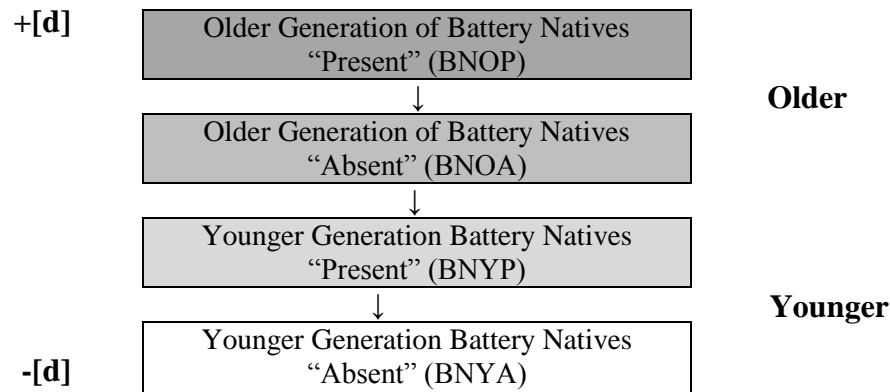 +[d]
Older Generation of Battery Natives
“Present” (BNOP)
↓
Older
Older Generation of Battery Natives
“Absent” (BNOA)
↓
Younger Generation Battery Natives
“Present” (BNYP)
↓
Younger
Younger Generation Battery Natives
“Absent” (BNYA)
-[d]